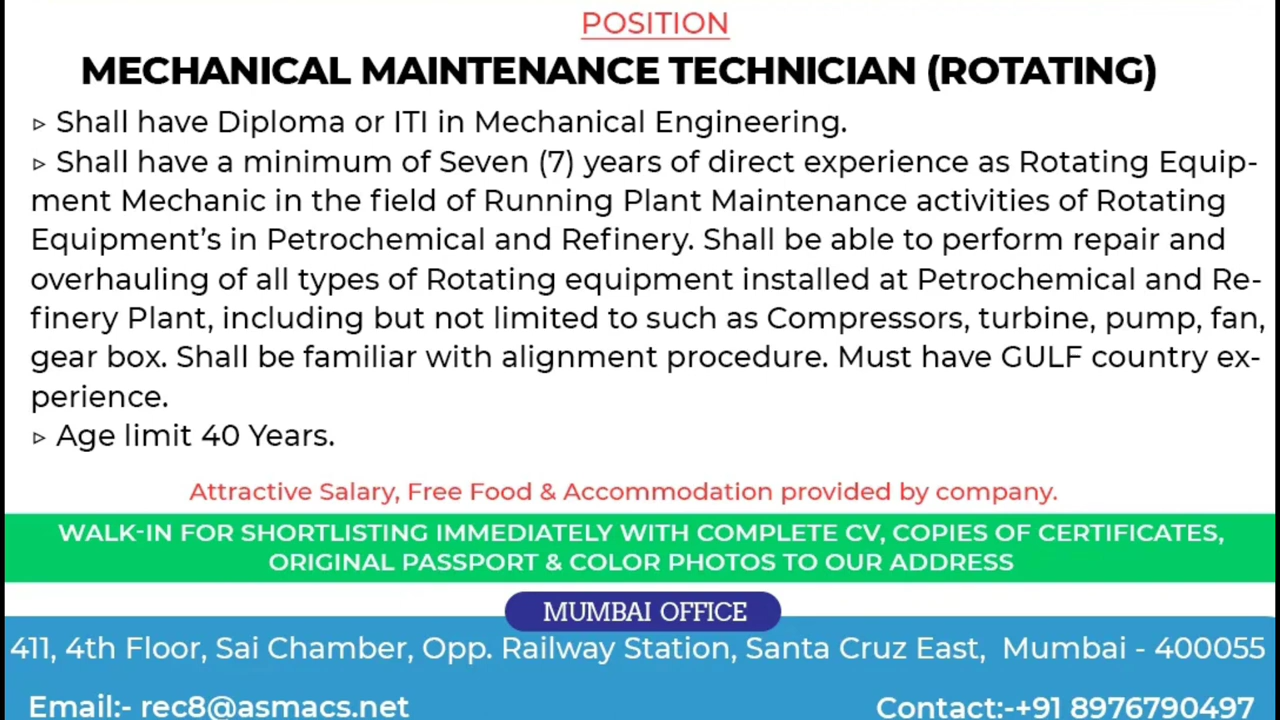 POSITION
MECHANICAL MAINTENANCE TECHNICIAN (ROTATING)
▹ Shall have Diploma or ITI in Mechanical Engineering.
▹ Shall have a minimum of Seven (7) years of direct experience as Rotating Equip-
ment Mechanic in the field of Running Plant Maintenance activities of Rotating
Equipment's in Petrochemical and Refinery. Shall be able to perform repair and
overhauling of all types of Rotating equipment installed at Petrochemical and Re-
finery Plant, including but not limited to such as Compressors, turbine, pump, fan,
gear box. Shall be familiar with alignment procedure. Must have GULF country ex-
perience.
▹ Age limit 40 Years.
Attractive Salary, Free Food & Accommodation provided by company.
WALK-IN FOR SHORTLISTING IMMEDIATELY WITH COMPLETE CV, COPIES OF CERTIFICATES,
ORIGINAL PASSPORT & COLOR PHOTOS TO OUR ADDRESS
MUMBAI OFFICE
411, 4th Floor, Sai Chamber, Opp. Railway Station, Santa Cruz East, Mumbai - 400055
Email:- rec8@asmacs.net
Contact:-+91 8976790497